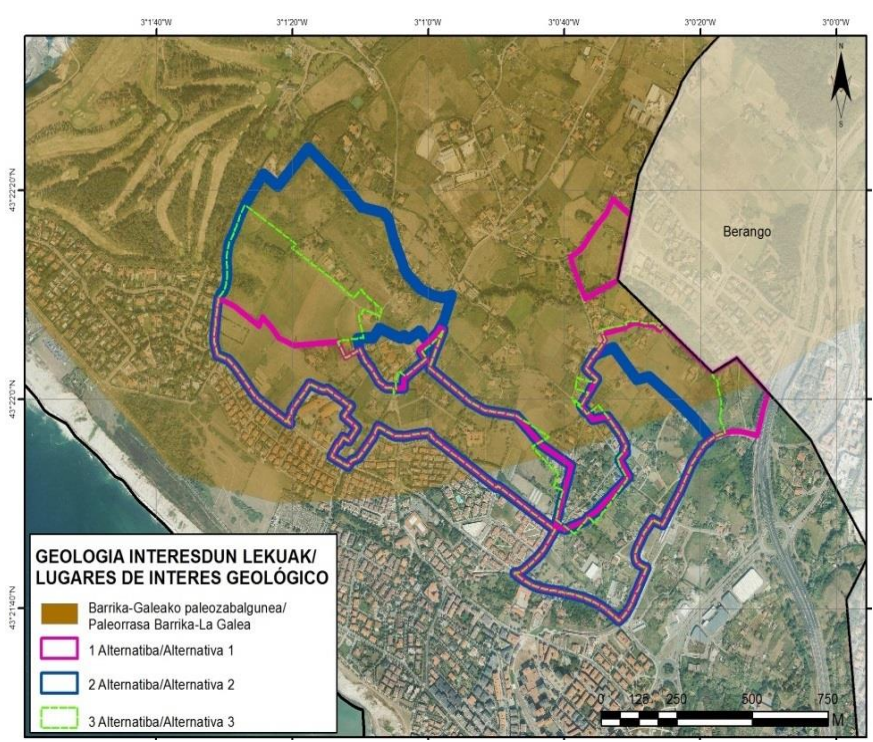 3°1'40"W
3°1'20"W
3°1'0"W
3°0'40"W
3°0'20"W
3°0'0"W
N
S
43°22'20"N
43°22'0"N
43°21'40"N
Berango
GEOLOGIA INTERESDUN LEKUAK/
LUGARES DE INTERES GEOLÓGICO
Barrika-Galeako paleozabalgunea/
Paleorrasa Barrika-La Galea
1 Alternatiba/Alternativa 1
2 Alternatiba/Alternativa 2
3 Alternatiba/Alternativa 3
0 125 250 500 750
M